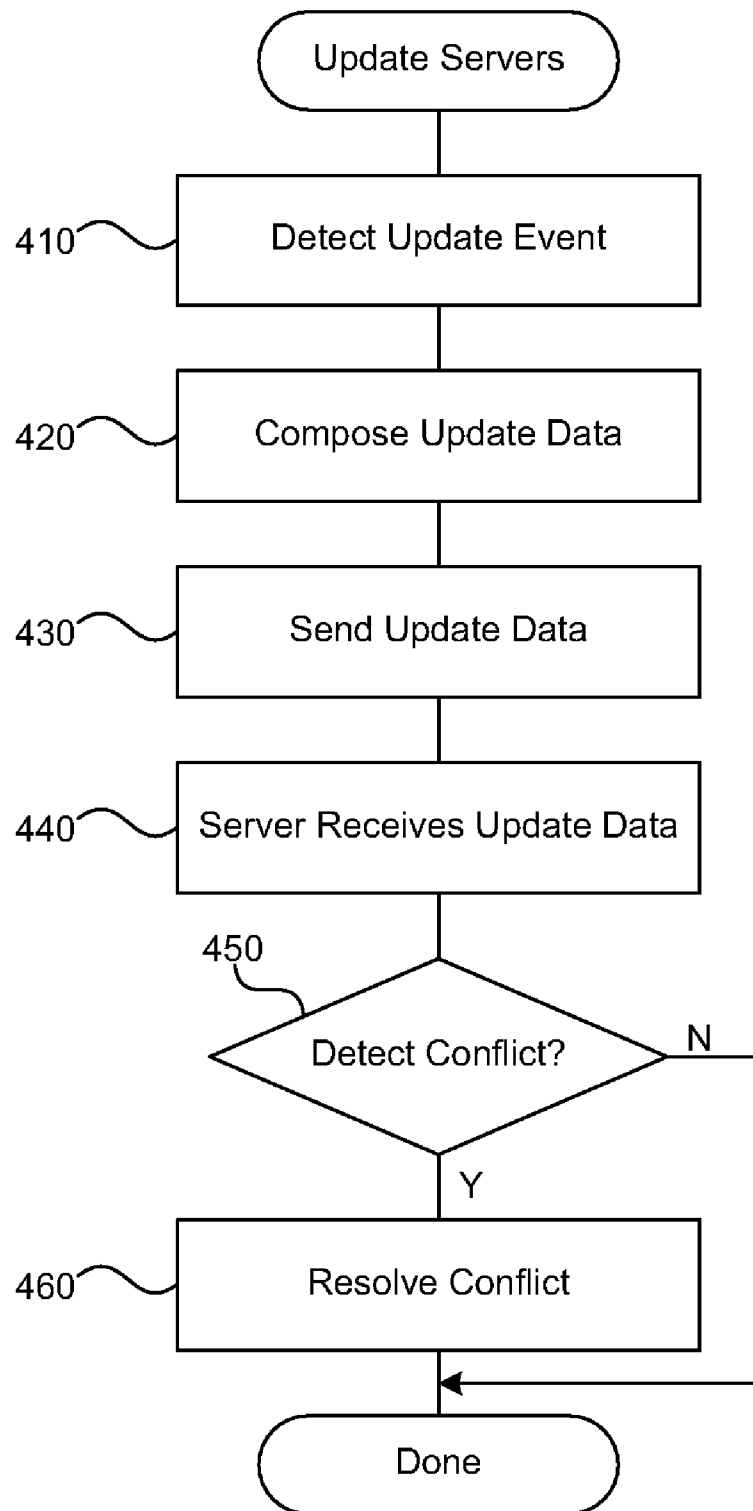 Update Servers
410
Detect Update Event
420
Compose Update Data
430
Send Update Data
440
Server Receives Update Data
450
Detect Conflict?
N
Y
460
Resolve Conflict
Done